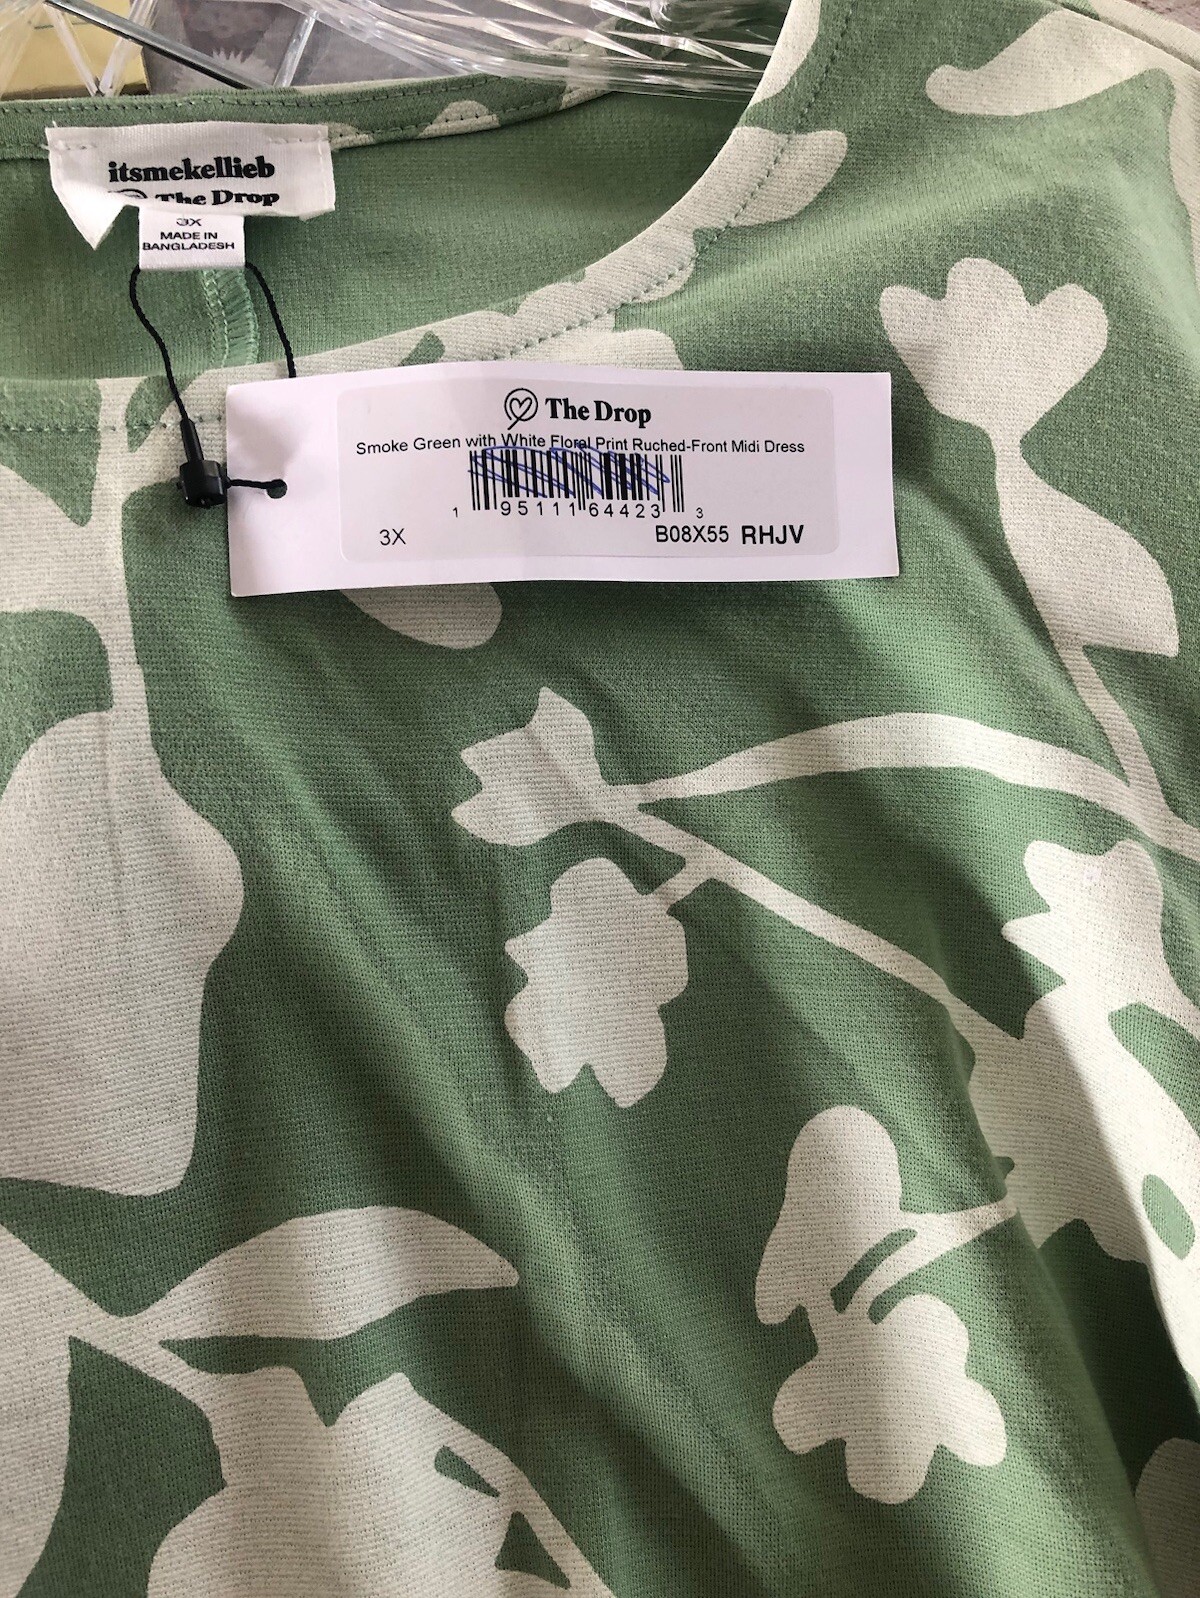 itsmekellieb
The Drop
3X
MADE IN
BANGLADESH
The Drop
Smoke Green with White Floral Print Ruched-Front Midi Dress
1 95111 64423 3
3X B08X55 RHJV